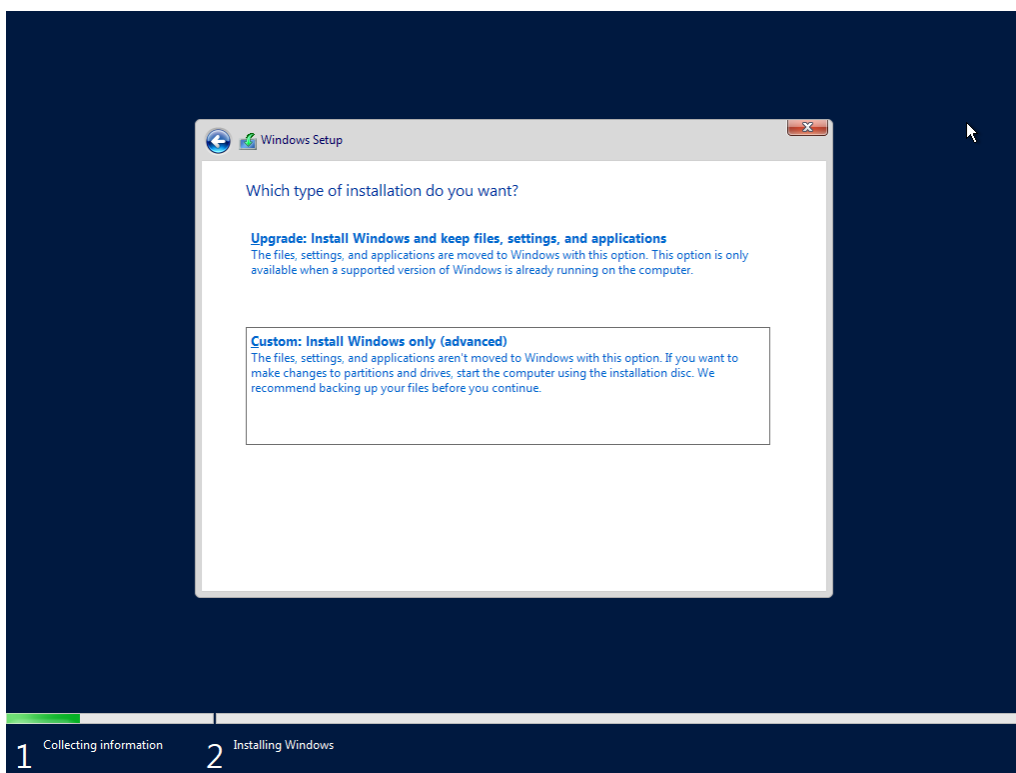 Windows Setup
Which type of installation do you want?
Upgrade: Install Windows and keep files, settings, and applications
The files, settings, and applications are moved to Windows with this option. This option is only
available when a supported version of Windows is already running on the computer.
Custom: Install Windows only (advanced)
The files, settings, and applications aren't moved to Windows with this option. If you want to
make changes to partitions and drives, start the computer using the installation disc. We
recommend backing up your files before you continue.
1 Collecting information 2 Installing Windows